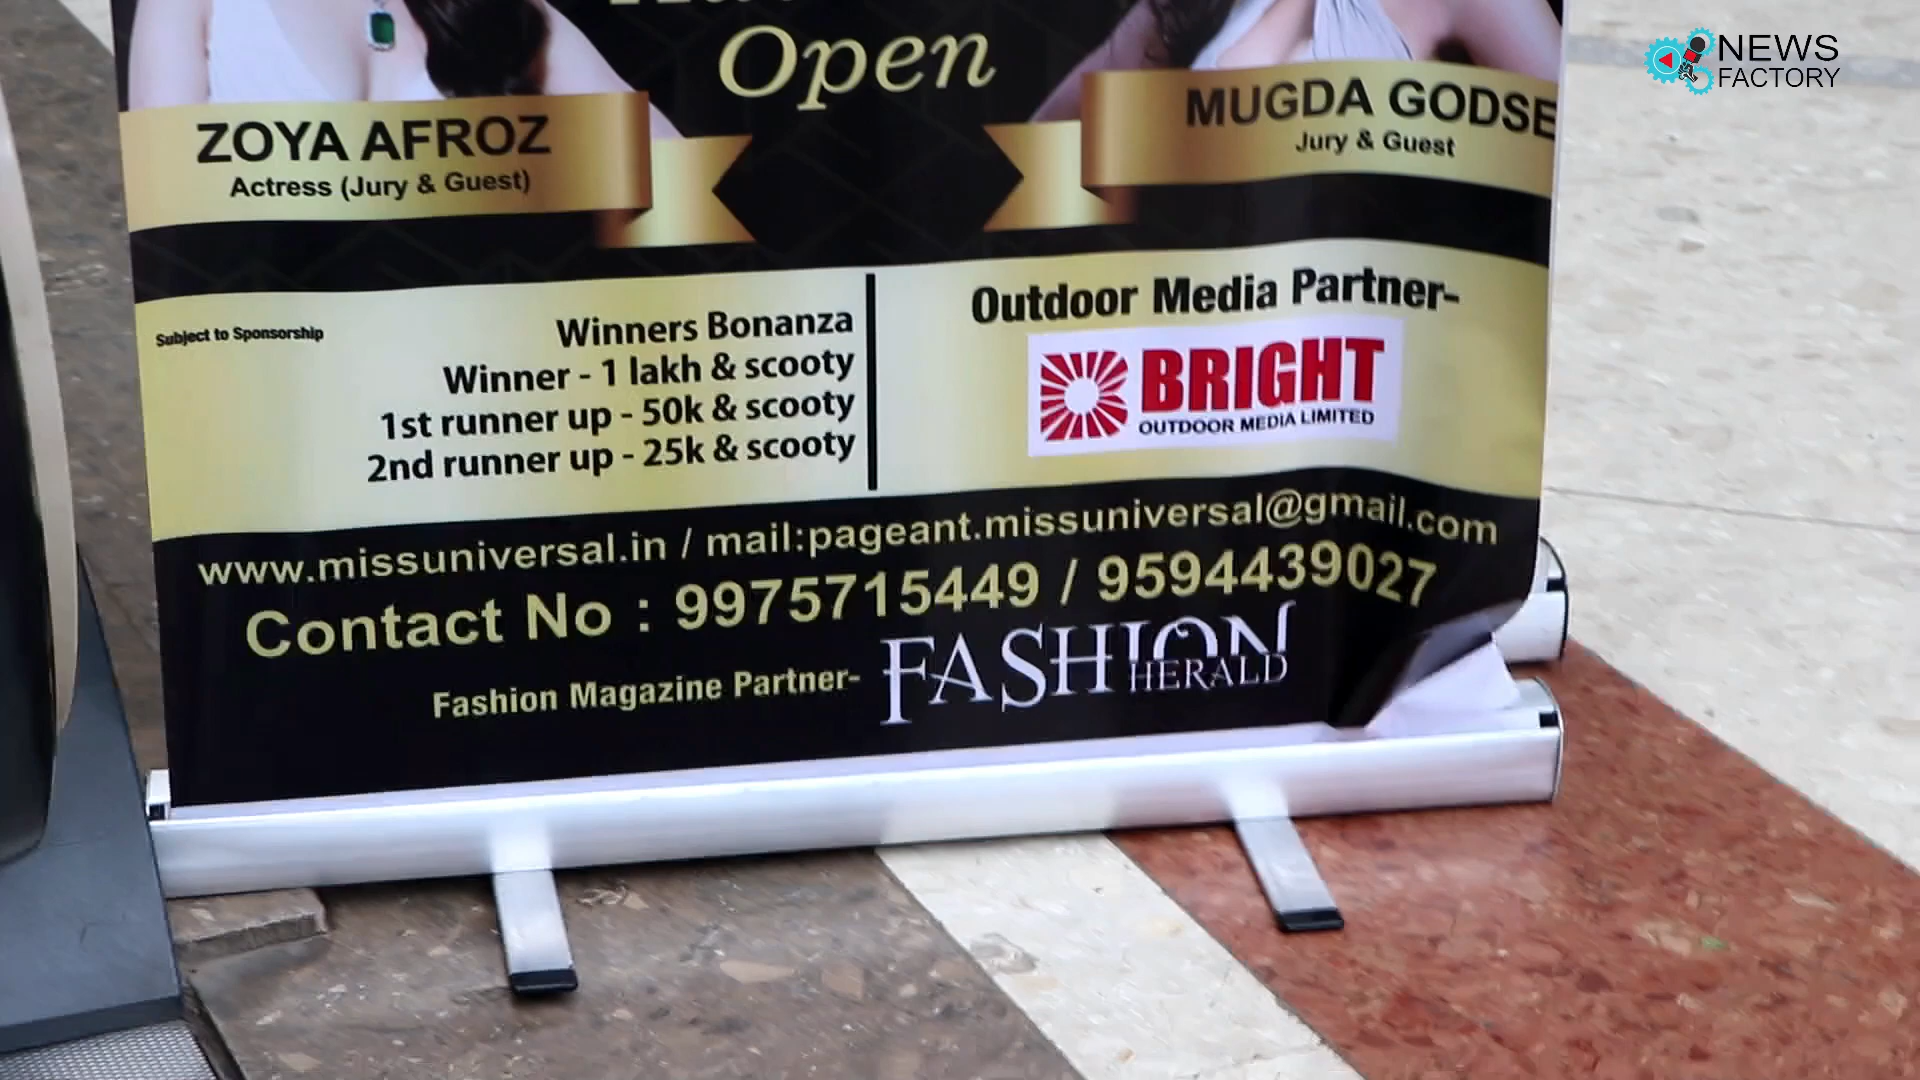 Open
NEWS
FACTORY
ZOYA AFROZ
Actress (Jury & Guest)
MUGDA GODSE
Jury & Guest
Subject to Sponsorship
Winners Bonanza
Winner - 1 lakh & scooty
1st runner up - 50k & scooty
2nd runner up - 25k & scooty
Outdoor Media Partner-
BRIGHT
OUTDOOR MEDIA LIMITED
www.missuniversal.in / mail:pageant.missuniversal@gmail.com
Contact No : 9975715449 / 9594439027
Fashion Magazine Partner- FASHION
HERALD